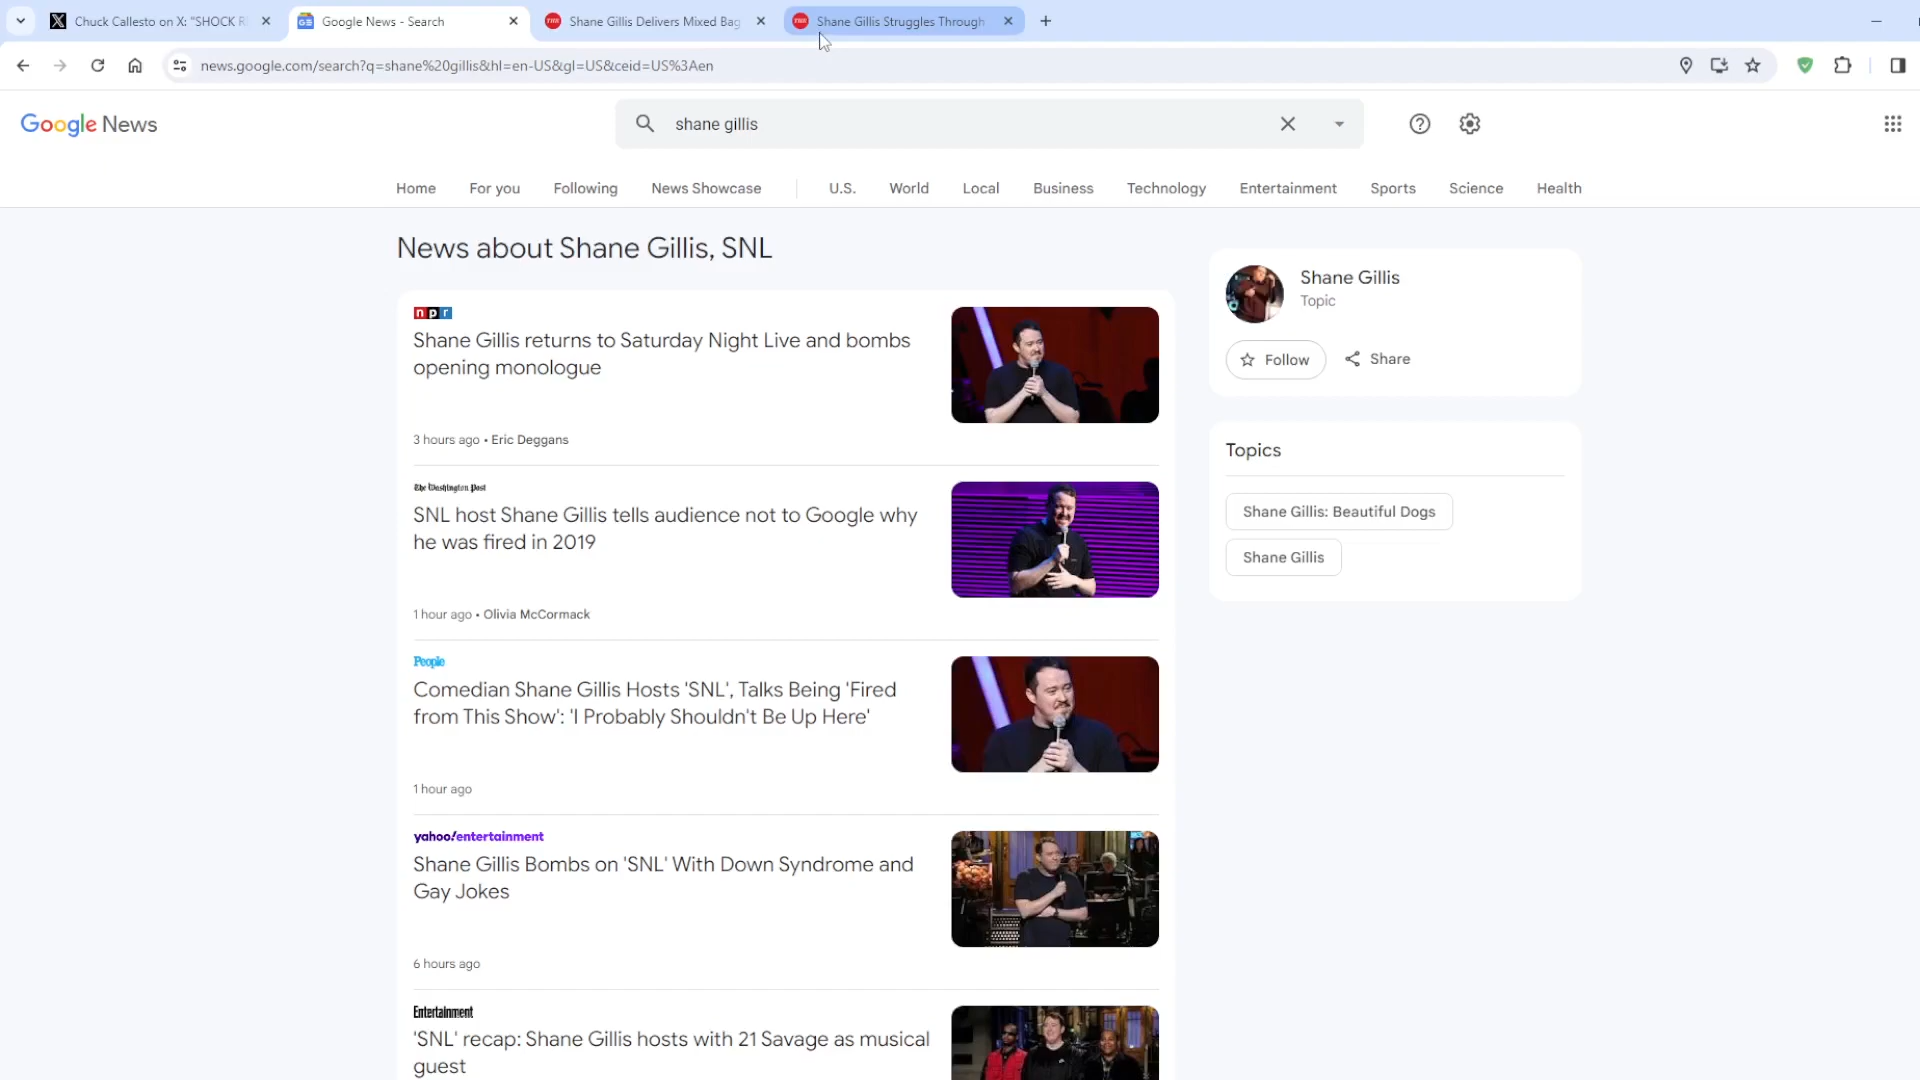 Chuck Callesto on X: "SHOCK R
Google News - Search
Shane Gillis Delivers Mixed Bag
Shane Gillis Struggles Through
news.google.com/search?q=shane%20gillis&hl=en-US&gl=US&ceid=US%3Aen
Google News
shane gillis
Home
For you
Following
News Showcase
U.S.
World
Local
Business
Technology
Entertainment
Sports
Science
Health
News about Shane Gillis, SNL
npr
Shane Gillis returns to Saturday Night Live and bombs
opening monologue
3 hours ago • Eric Deggans
The Washington Post
SNL host Shane Gillis tells audience not to Google why
he was fired in 2019
1 hour ago • Olivia McCormack
People
Comedian Shane Gillis Hosts 'SNL', Talks Being 'Fired
from This Show': 'I Probably Shouldn't Be Up Here'
1 hour ago
yahoo!entertainment
Shane Gillis Bombs on 'SNL' With Down Syndrome and
Gay Jokes
6 hours ago
Entertainment
'SNL' recap: Shane Gillis hosts with 21 Savage as musical
guest
Shane Gillis
Topic
Follow
Share
Topics
Shane Gillis: Beautiful Dogs
Shane Gillis